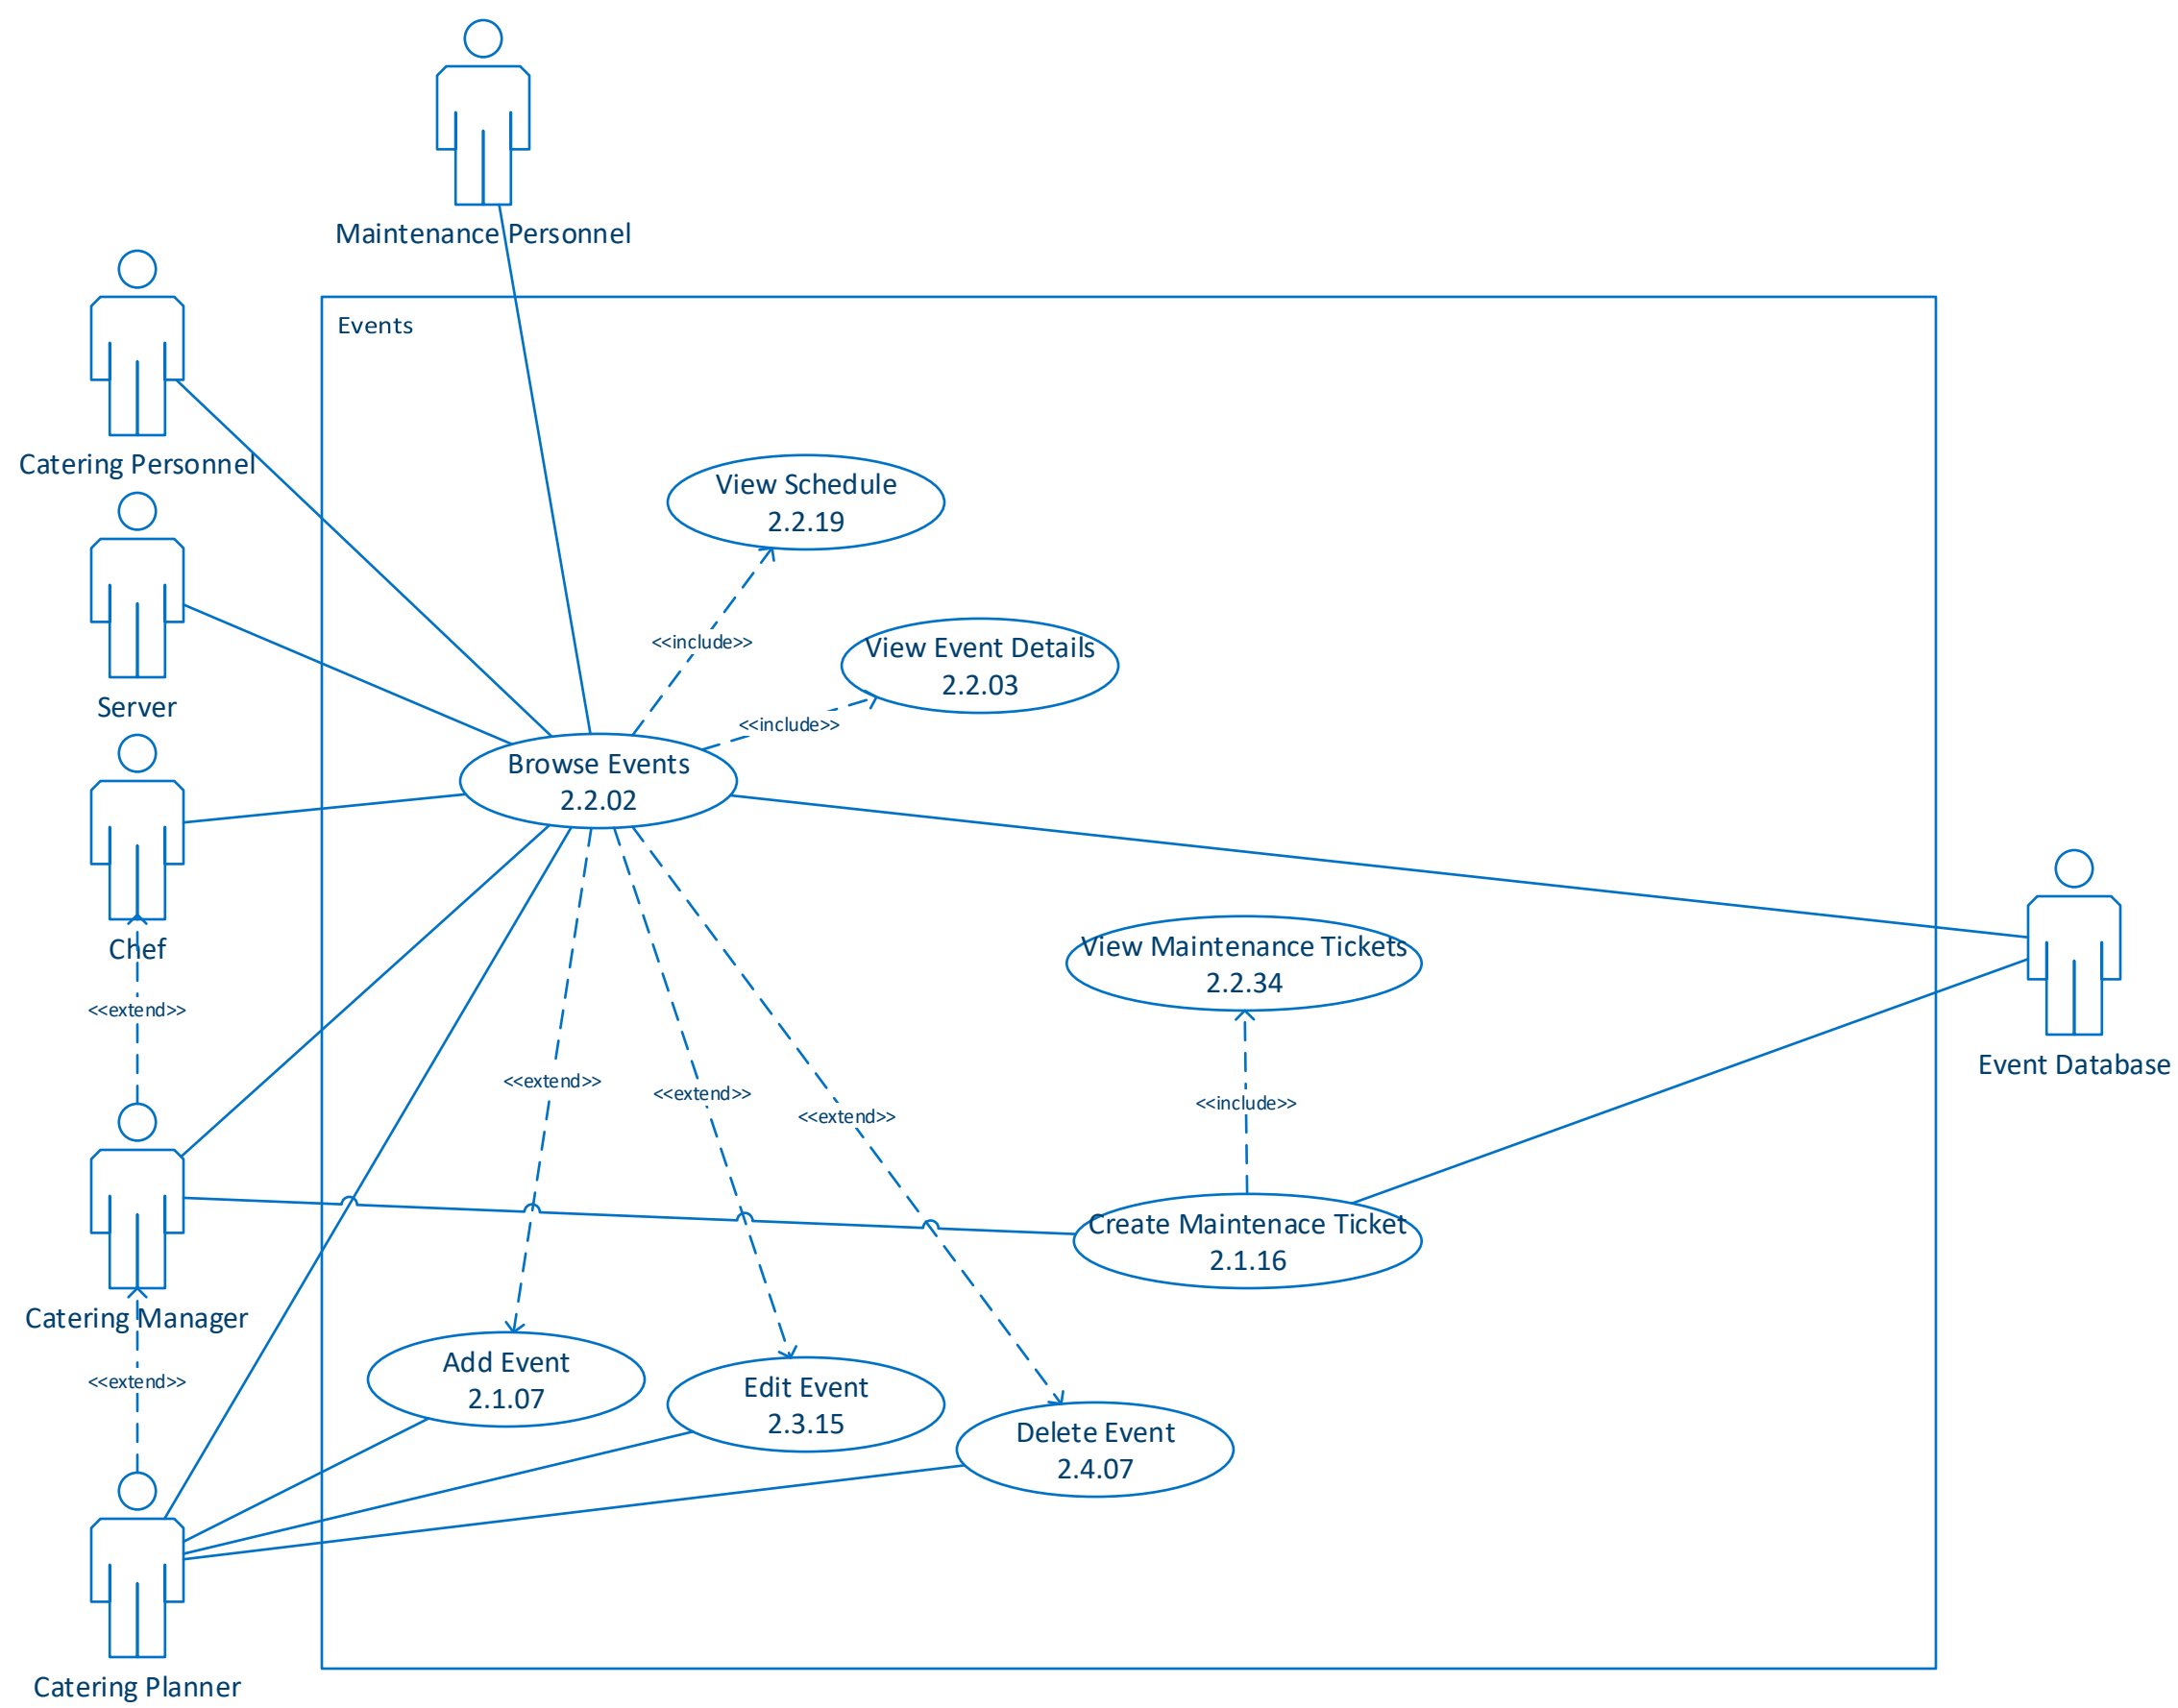 Maintenance Personnel
Events
Catering Personnel
View Schedule
2.2.19
<<include>>
View Event Details
2.2.03
<<include>>
Server
Browse Events
2.2.02
Chef
<<extend>>
View Maintenance Tickets
2.2.34
Event Database
<<extend>>
<<extend>>
<<extend>>
<<include>>
Create Maintenace Ticket
2.1.16
Catering Manager
<<extend>>
Add Event
2.1.07
Edit Event
2.3.15
Delete Event
2.4.07
Catering Planner